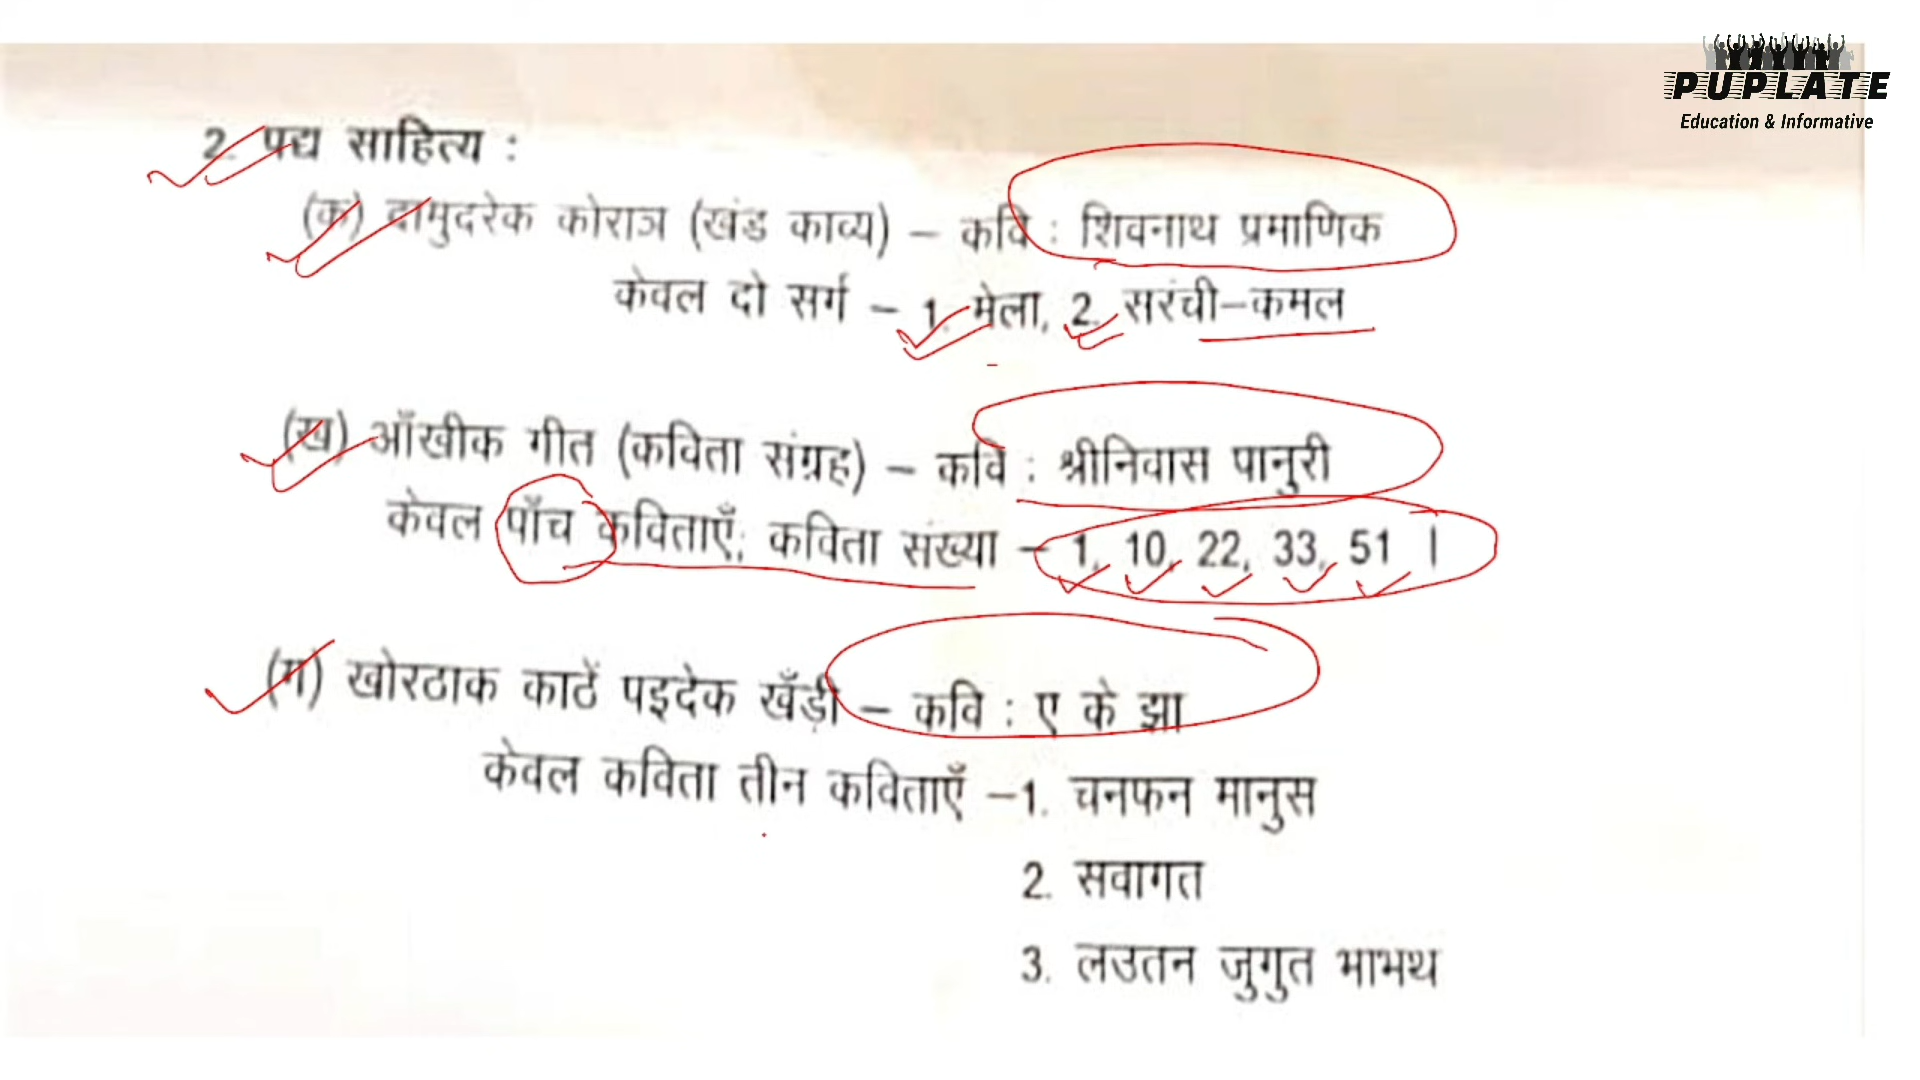 PUPLATE
Education & Informative
2. पद्य साहित्य :
(क) दामुदरेक कोराञ (खंड काव्य) – कवि : शिवनाथ प्रमाणिक
केवल दो सर्ग – 1. मेला, 2. सरंची–कमल
(ख) आँखीक गीत (कविता संग्रह) – कवि : श्रीनिवास पानुरी
केवल पाँच कविताएँ; कविता संख्या – 1, 10, 22, 33, 51 |
(ग) खोरठाक काठें पइदेक खँड़ी – कवि : ए के झा
केवल कविता तीन कविताएँ –1. चनफन मानुस
2. सवागत
3. लउतन जुगुत भाभथ